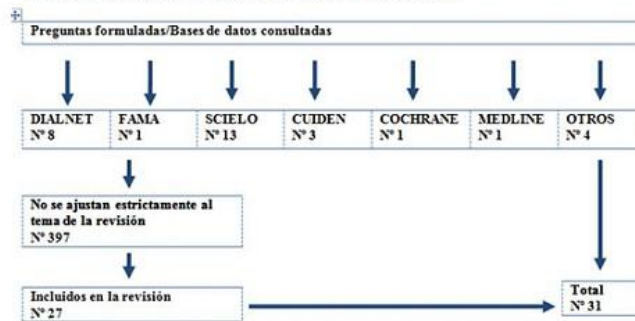 Preguntas formuladas/Bases de datos consultadas
DIALNET
Nº 8
FAMA
Nº 1
SCIELO
Nº 13
CUIDEN
Nº 3
COCHRANE
Nº 1
MEDLINE
Nº 1
OTROS
Nº 4
No se ajustan estrictamente al
tema de la revisión
Nº 397
Incluidos en la revisión
Nº 27
Total
Nº 31